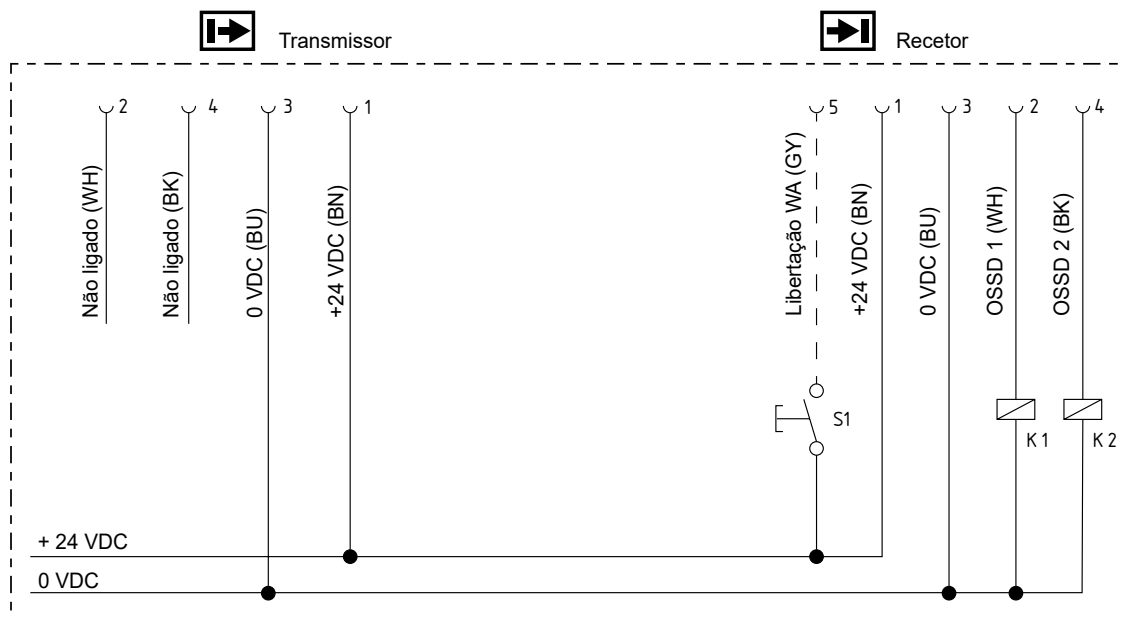 Transmissor
Recetor
2
4
3
1
5
1
3
2
4
Não ligado (WH)
Não ligado (BK)
0 VDC (BU)
+24 VDC (BN)
Libertação WA (GY)
+24 VDC (BN)
0 VDC (BU)
OSSD 1 (WH)
OSSD 2 (BK)
S1
K1
K2
+ 24 VDC
0 VDC